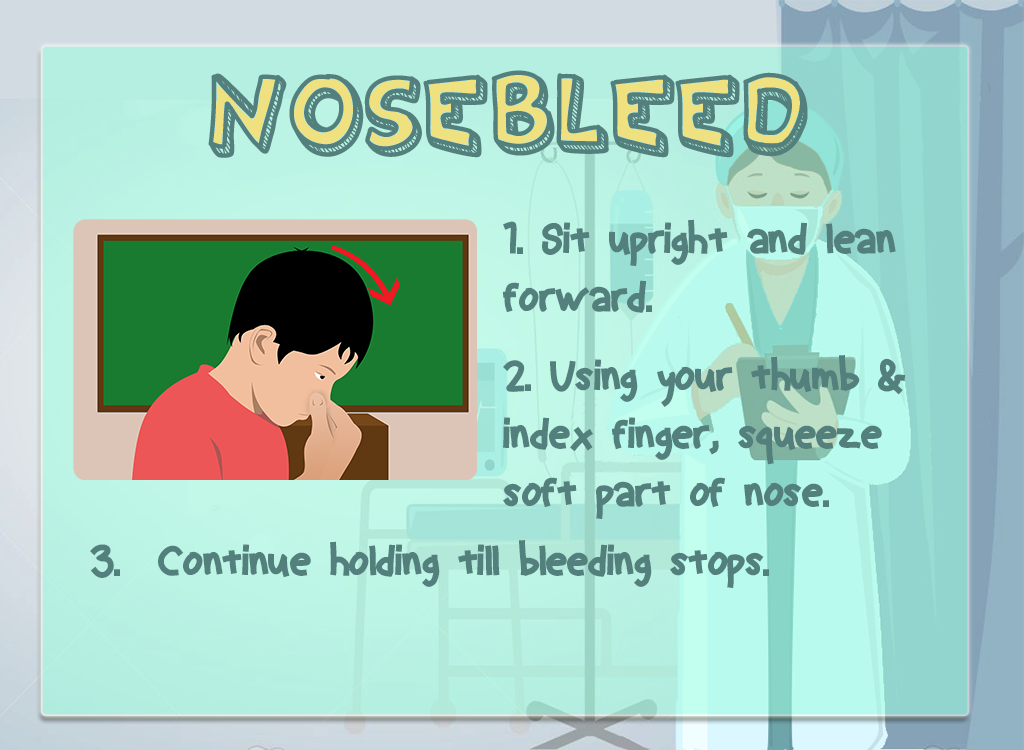 NOSEBLEED
1. Sit upright and lean
forward.
2. Using your thumb &
index finger, squeeze
soft part of nose.
3. Continue holding till bleeding stops.